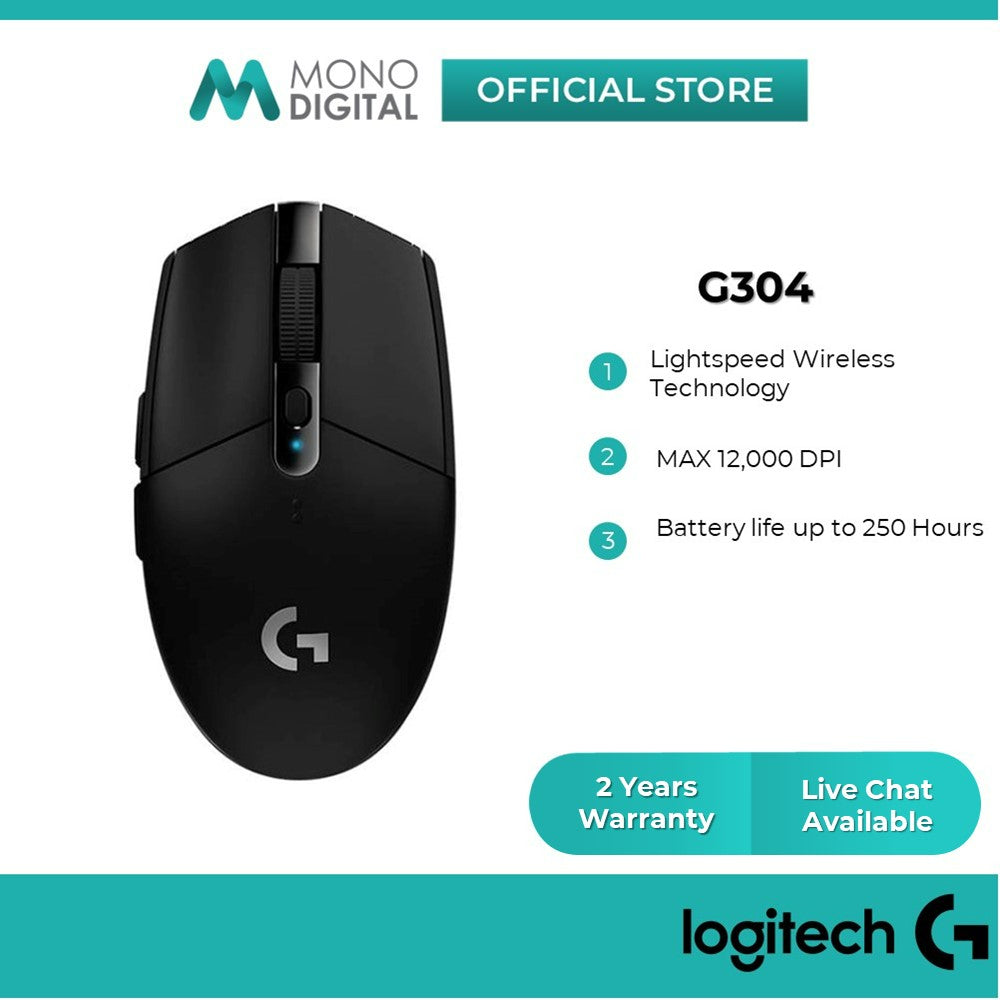 MONO
DIGITAL
OFFICIAL STORE
G304
1
Lightspeed Wireless
Technology
2
MAX 12,000 DPI
3
Battery life up to 250 Hours
G
2 Years
Warranty
Live Chat
Available
logitech G